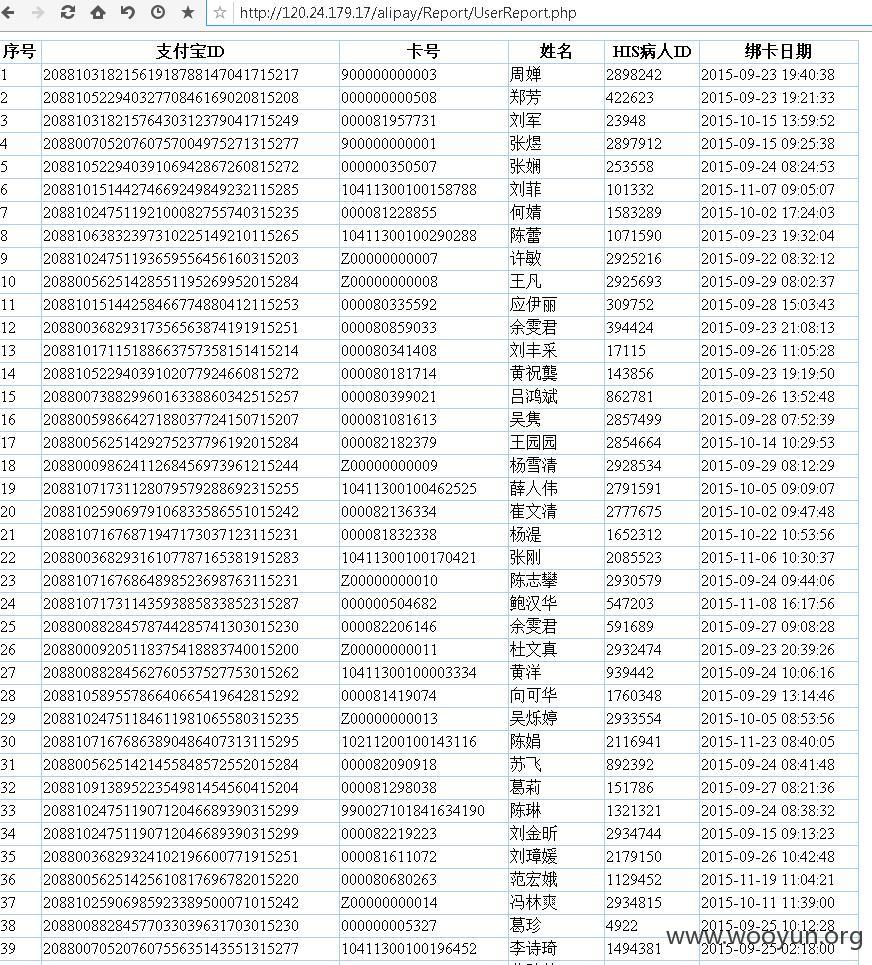 http://120.24.179.17/alipay/Report/UserReport.php
序号 支付宝ID 卡号 姓名 HIS病人ID 绑卡日期
1 20881031821561918788147041715217 900000000003 周婵 2898242 2015-09-23 19:40:38
2 20881052294032770846169020815208 000000000508 郑芳 422623 2015-09-23 19:21:33
3 20881031821576430312379041715249 000081957731 刘军 23948 2015-10-15 13:59:52
4 20880070520760757004975271315277 900000000001 张煜 2897912 2015-09-15 09:25:38
5 20881052294039106942867260815272 000000350507 张娴 253558 2015-09-24 08:24:53
6 20881015144274669249849232115285 10411300100158788 刘菲 101332 2015-11-07 09:05:07
7 20881024751192100082755740315235 000081228855 何婧 1583289 2015-10-02 17:24:03
8 20881063832397310225149210115265 10411300100290288 陈蕾 1071590 2015-09-23 19:32:04
9 20881024751193659556456160315203 Z00000000007 许敏 2925216 2015-09-22 08:32:12
10 20880056251428551195269952015284 Z00000000008 王凡 2925693 2015-09-29 08:02:37
11 20881015144258466774880412115253 000080335592 应伊丽 309752 2015-09-28 15:03:43
12 20880036829317356563874191915251 000080859033 余雯君 394424 2015-09-23 21:08:13
13 20881017115188663757358151415214 000080341408 刘丰采 17115 2015-09-26 11:05:28
14 20881052294039102077924660815272 000080181714 黄祝龑 143856 2015-09-23 19:19:50
15 20880073882996016338860342515257 000080399021 吕鸿斌 862781 2015-09-26 13:52:48
16 20880059866427188037724150715207 000081081613 吴隽 2857499 2015-09-28 07:52:39
17 20880056251429275237796192015284 000082182379 王园园 2854664 2015-10-14 10:29:53
18 20880009862411268456973961215244 Z00000000009 杨雪清 2928534 2015-09-29 08:12:29
19 20881071731128079579288692315255 10411300100462525 薛人伟 2791591 2015-10-05 09:09:07
20 20881025906979106833586551015242 000082136334 崔文清 2777675 2015-10-02 09:47:48
21 20881071676871947173037123115231 000081832338 杨湜 1652312 2015-10-22 10:53:56
22 20880036829316107787165381915283 10411300100170421 张刚 2085523 2015-11-06 10:30:37
23 20881071676864898523698763115231 Z00000000010 陈志攀 2930579 2015-09-24 09:44:06
24 20881071731143593885833852315287 000000504682 鲍汉华 547203 2015-11-08 16:17:56
25 20880088284578744285741303015230 000082206146 余雯君 591689 2015-09-27 09:08:28
26 20880009205118375418883740015200 Z00000000011 杜文真 2932474 2015-09-23 20:39:26
27 20880088284562760537527753015262 10411300100003334 黄洋 939442 2015-09-24 10:06:16
28 20881058955786640665419642815292 000081419074 向可华 1760348 2015-09-29 13:14:46
29 20881024751184611981065580315235 Z00000000013 吴烁婷 2933554 2015-10-05 08:53:56
30 20881071676863890486407313115295 10211200100143116 陈娟 2116941 2015-11-23 08:40:05
31 20880056251421455848572552015284 000082090918 苏飞 892392 2015-09-24 08:41:48
32 20881091389522354981454560415204 000081298038 葛莉 151786 2015-09-27 08:21:36
33 20881024751190712046689390315299 990027101841634190 陈琳 1321321 2015-09-24 08:38:32
34 20881024751190712046689390315299 000082219223 刘金昕 2934744 2015-09-15 09:13:23
35 20880036829324102196600771915251 000081611072 刘璋媛 2179150 2015-09-26 10:42:48
36 20880056251425610817696782015220 000080680263 范宏娥 1129452 2015-11-19 11:04:21
37 20881025906985923389500071015242 Z00000000014 冯林爽 2934815 2015-10-11 11:39:00
38 20880088284577033039631703015230 000000005327 葛珍 4922 2015-09-25 10:12:28
39 20880070520760755635143551315277 10411300100196452 李诗琦 1494381 2015-09-25 02:18:00
www.wooyun.org